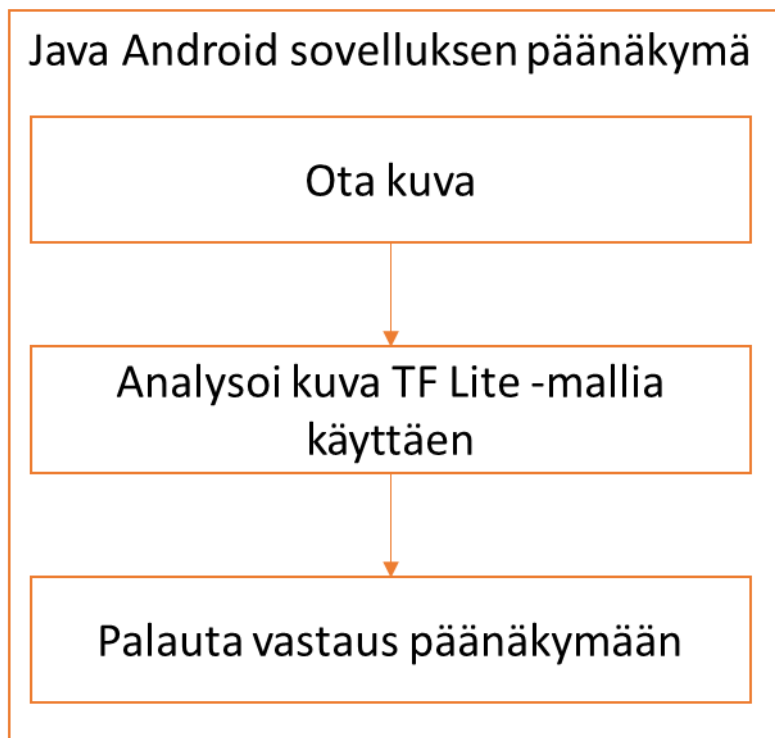 Java Android sovelluksen päänäkymä
Ota kuva
Analysoi kuva TF Lite -mallia
käyttäen
Palauta vastaus päänäkymään